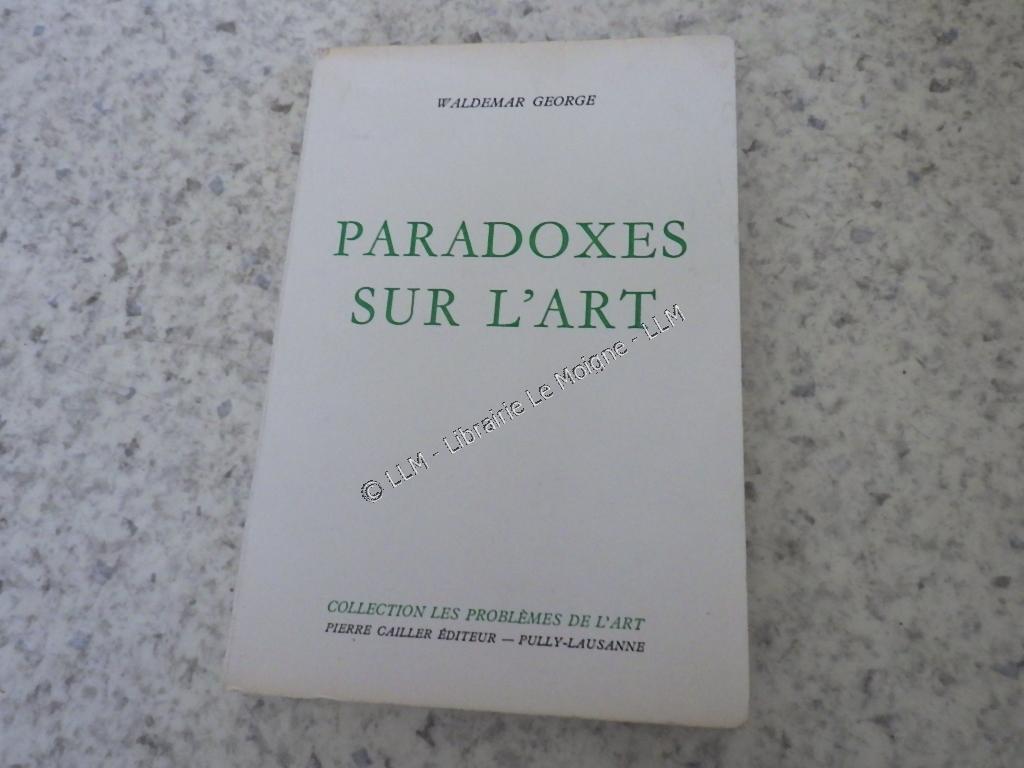 WALDEMAR GEORGE
PARADOXES
SUR L'ART
© LLM - Librairie Le Moigne - LLM
COLLECTION LES PROBLÈMES DE L'ART
PIERRE CAILLER ÉDITEUR — PULLY-LAUSANNE